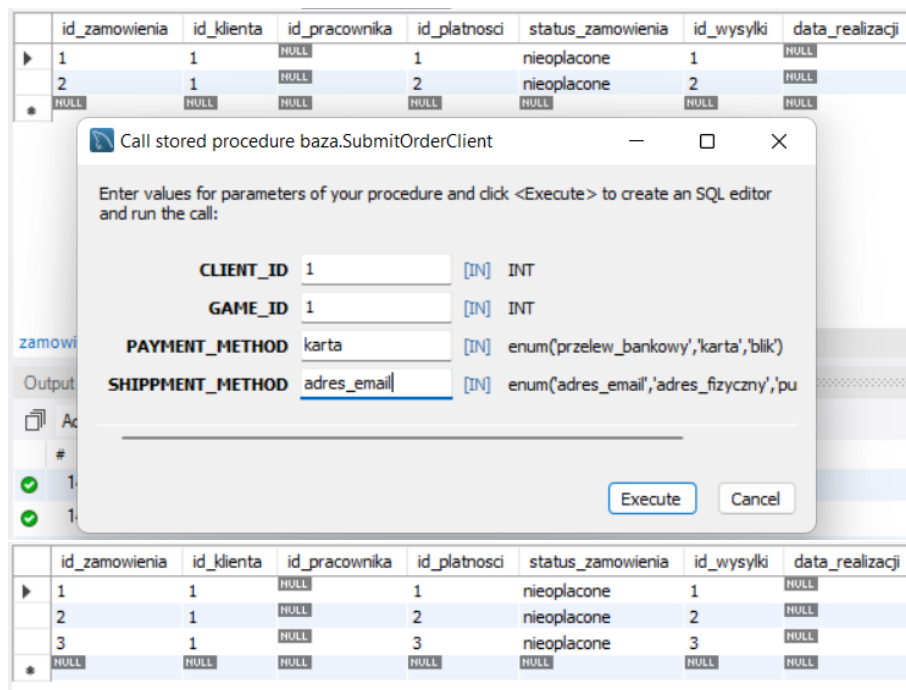 id_zamowienia id_klienta id_pracownika id_platnosci status_zamowienia id_wysylki data_realizacji
1 1 NULL 1 nieoplacone 1 NULL
2 1 NULL 2 nieoplacone 2 NULL
NULL NULL NULL NULL NULL NULL NULL
Call stored procedure baza.SubmitOrderClient
Enter values for parameters of your procedure and click <Execute> to create an SQL editor
and run the call:
CLIENT_ID 1 [IN] INT
GAME_ID 1 [IN] INT
zamowi
PAYMENT_METHOD karta [IN] enum('przelew_bankowy','karta','blik')
Output
SHIPPMENT_METHOD adres_email [IN] enum('adres_email','adres_fizyczny','pu
Ac
#
14
14
Execute Cancel
id_zamowienia id_klienta id_pracownika id_platnosci status_zamowienia id_wysylki data_realizacji
1 1 NULL 1 nieoplacone 1 NULL
2 1 NULL 2 nieoplacone 2 NULL
3 1 NULL 3 nieoplacone 3 NULL
NULL NULL NULL NULL NULL NULL NULL